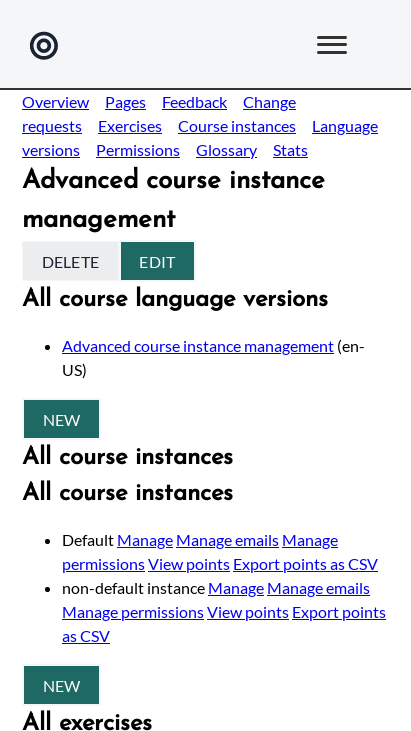 Overview Pages Feedback Change
requests Exercises Course instances Language
versions Permissions Glossary Stats
Advanced course instance
management
DELETE EDIT
All course language versions
Advanced course instance management (en-
US)
NEW
All course instances
All course instances
Default Manage Manage emails Manage
permissions View points Export points as CSV
non-default instance Manage Manage emails
Manage permissions View points Export points
as CSV
NEW
All exercises